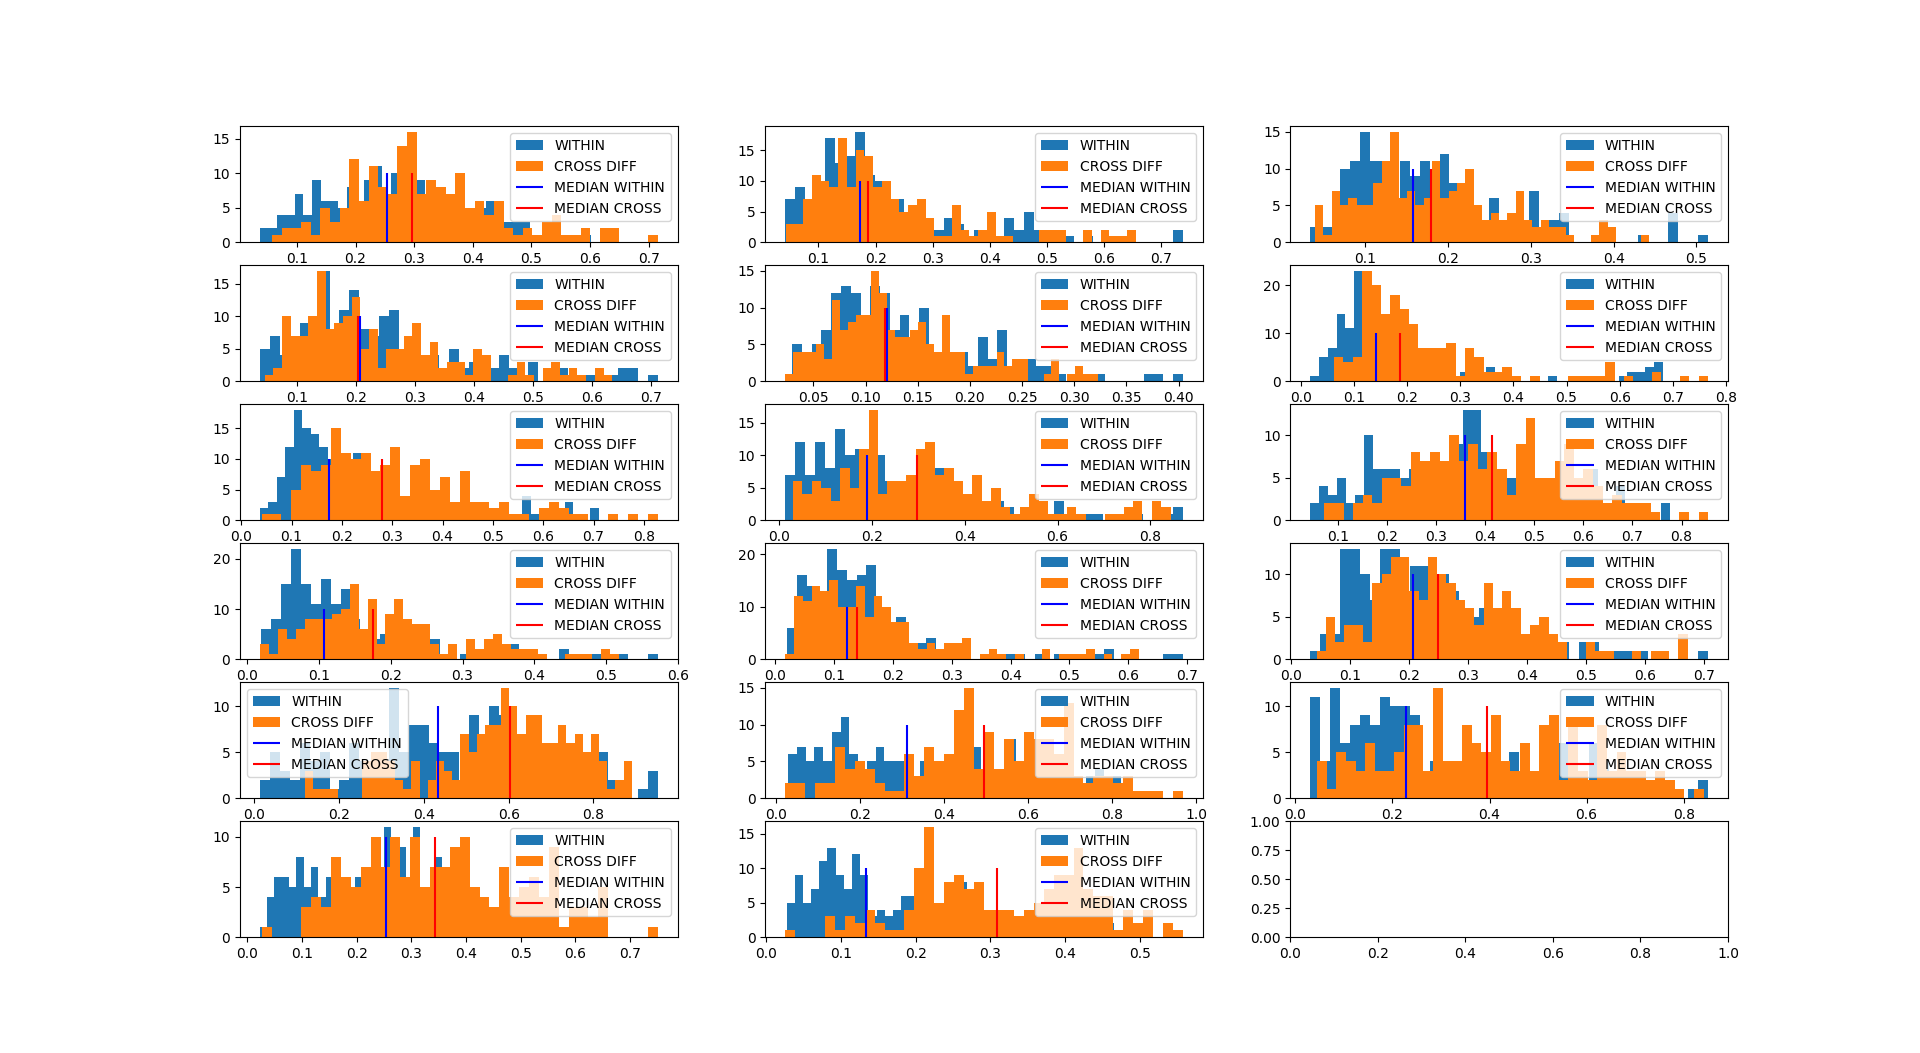 15
10
5
0
WITHIN
CROSS DIFF
MEDIAN WITHIN
MEDIAN CROSS
0.1 0.2 0.3 0.4 0.5 0.6 0.7
15
10
5
0
WITHIN
CROSS DIFF
MEDIAN WITHIN
MEDIAN CROSS
0.1 0.2 0.3 0.4 0.5 0.6 0.7
15
10
5
0
WITHIN
CROSS DIFF
MEDIAN WITHIN
MEDIAN CROSS
0.1 0.2 0.3 0.4 0.5
15
10
5
0
WITHIN
CROSS DIFF
MEDIAN WITHIN
MEDIAN CROSS
0.1 0.2 0.3 0.4 0.5 0.6 0.7
15
10
5
0
WITHIN
CROSS DIFF
MEDIAN WITHIN
MEDIAN CROSS
0.05 0.10 0.15 0.20 0.25 0.30 0.35 0.40
20
10
0
WITHIN
CROSS DIFF
MEDIAN WITHIN
MEDIAN CROSS
0.0 0.1 0.2 0.3 0.4 0.5 0.6 0.7 0.8
15
10
5
0
WITHIN
CROSS DIFF
MEDIAN WITHIN
MEDIAN CROSS
0.0 0.1 0.2 0.3 0.4 0.5 0.6 0.7 0.8
15
10
5
0
WITHIN
CROSS DIFF
MEDIAN WITHIN
MEDIAN CROSS
0.0 0.2 0.4 0.6 0.8
10
5
0
WITHIN
CROSS DIFF
MEDIAN WITHIN
MEDIAN CROSS
0.1 0.2 0.3 0.4 0.5 0.6 0.7 0.8
20
10
0
WITHIN
CROSS DIFF
MEDIAN WITHIN
MEDIAN CROSS
0.0 0.1 0.2 0.3 0.4 0.5 0.6
20
10
0
WITHIN
CROSS DIFF
MEDIAN WITHIN
MEDIAN CROSS
0.0 0.1 0.2 0.3 0.4 0.5 0.6 0.7
10
5
0
WITHIN
CROSS DIFF
MEDIAN WITHIN
MEDIAN CROSS
0.0 0.1 0.2 0.3 0.4 0.5 0.6 0.7
10
5
0
WITHIN
CROSS DIFF
MEDIAN WITHIN
MEDIAN CROSS
0.0 0.2 0.4 0.6 0.8
15
10
5
0
WITHIN
CROSS DIFF
MEDIAN WITHIN
MEDIAN CROSS
0.0 0.2 0.4 0.6 0.8 1.0
10
5
0
WITHIN
CROSS DIFF
MEDIAN WITHIN
MEDIAN CROSS
0.0 0.2 0.4 0.6 0.8
10
5
0
WITHIN
CROSS DIFF
MEDIAN WITHIN
MEDIAN CROSS
0.0 0.1 0.2 0.3 0.4 0.5 0.6 0.7
15
10
5
0
WITHIN
CROSS DIFF
MEDIAN WITHIN
MEDIAN CROSS
0.0 0.1 0.2 0.3 0.4 0.5
1.00
0.75
0.50
0.25
0.00
0.0 0.2 0.4 0.6 0.8 1.0